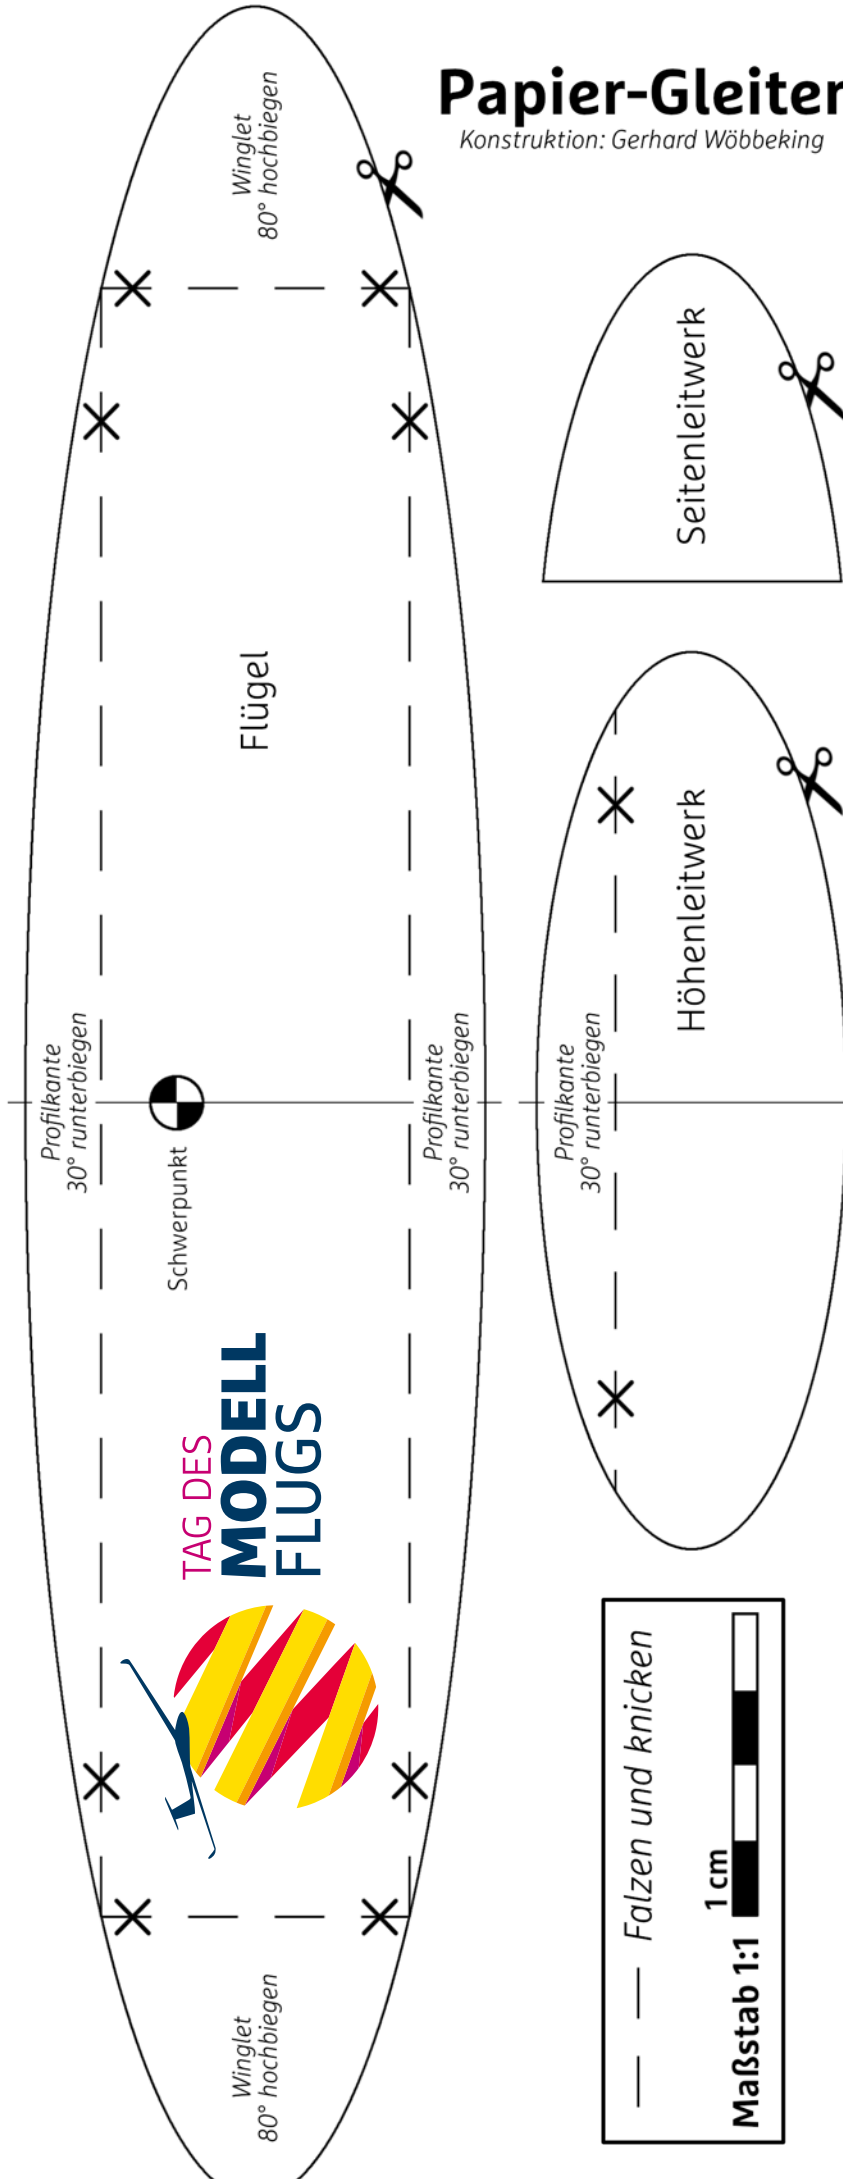 Papier-Gleiter
Konstruktion: Gerhard Wöbbeking
Winglet
80° hochbiegen
Seitenleitwerk
Flügel
Höhenleitwerk
Profilkante
30° runterbiegen
Profilkante
30° runterbiegen
Profilkante
30° runterbiegen
Schwerpunkt
TAG DES
MODELL
FLUGS
Winglet
80° hochbiegen
Falzen und knicken
1 cm
Maßstab 1:1